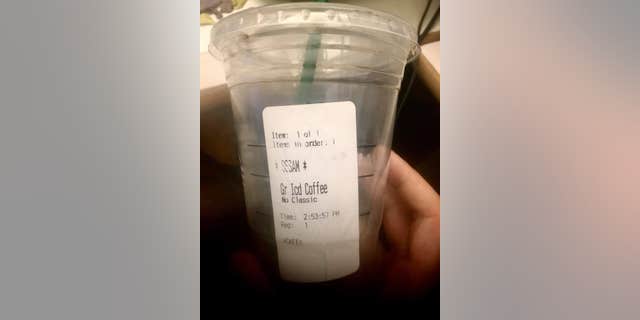 Item: 1 of 1
Items in order: 1
* SSSAM *
Gr Icd Coffee
No Classic
Time: 2:53:57 PM
Reg: 1